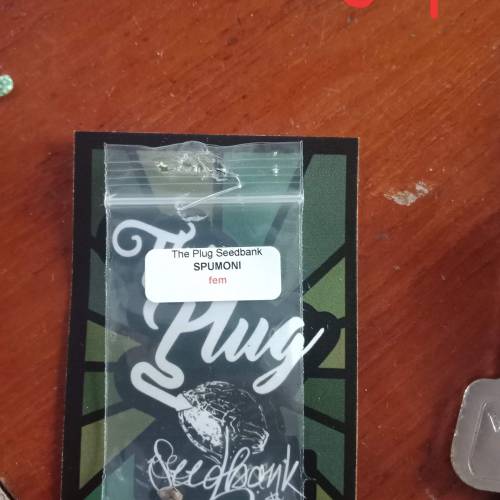 The Plug Seedbank
SPUMONI
fem
The
Plug
Seedbank